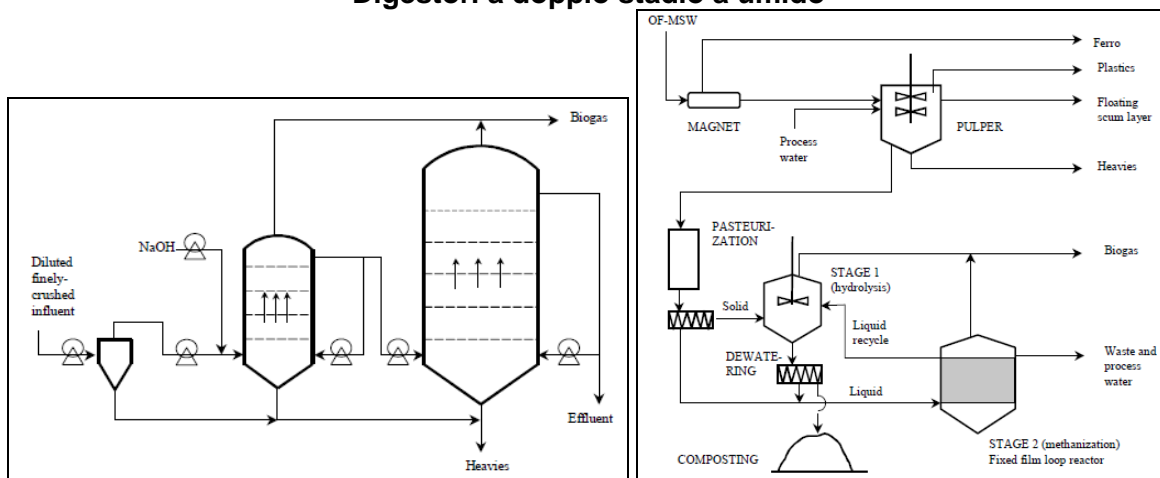 Digestori a doppio stadio a umido
Biogas
NaOH
Diluted
finely-
crushed
influent
Effluent
Heavies
OF-MSW
Ferro
Plastics
MAGNET
Floating
scum layer
PULPER
Process
water
Heavies
PASTEURI-
ZATION
Biogas
STAGE 1
(hydrolysis)
Solid
Liquid
recycle
DEWATE-
RING
Waste and
process
water
Liquid
STAGE 2 (methanization)
Fixed film loop reactor
COMPOSTING